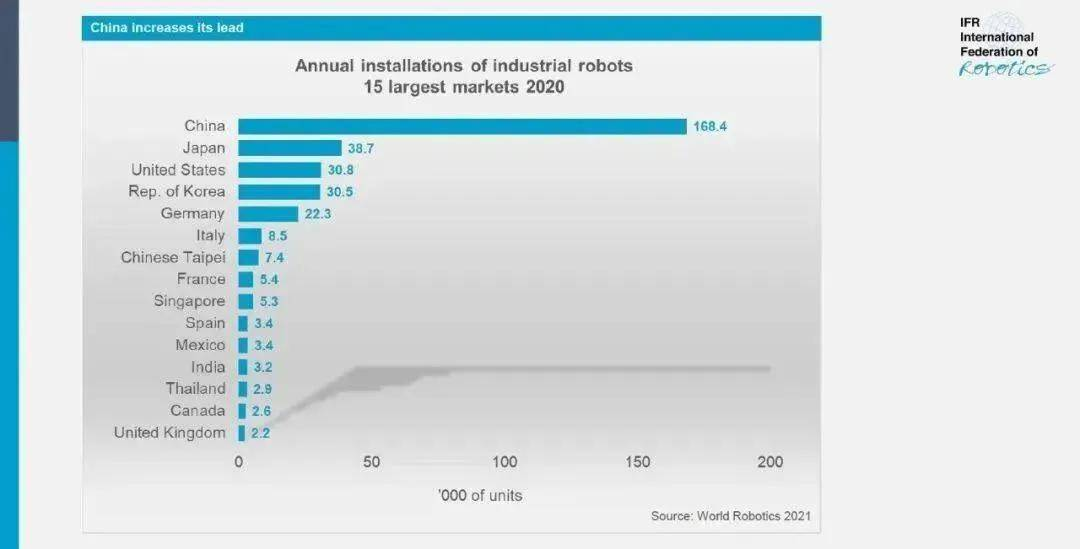 China increases its lead
IFR
International
Federation of
Robotics
Annual installations of industrial robots
15 largest markets 2020
China 168.4
Japan 38.7
United States 30.8
Rep. of Korea 30.5
Germany 22.3
Italy 8.5
Chinese Taipei 7.4
France 5.4
Singapore 5.3
Spain 3.4
Mexico 3.4
India 3.2
Thailand 2.9
Canada 2.6
United Kingdom 2.2
0 50 100 150 200
'000 of units
Source: World Robotics 2021